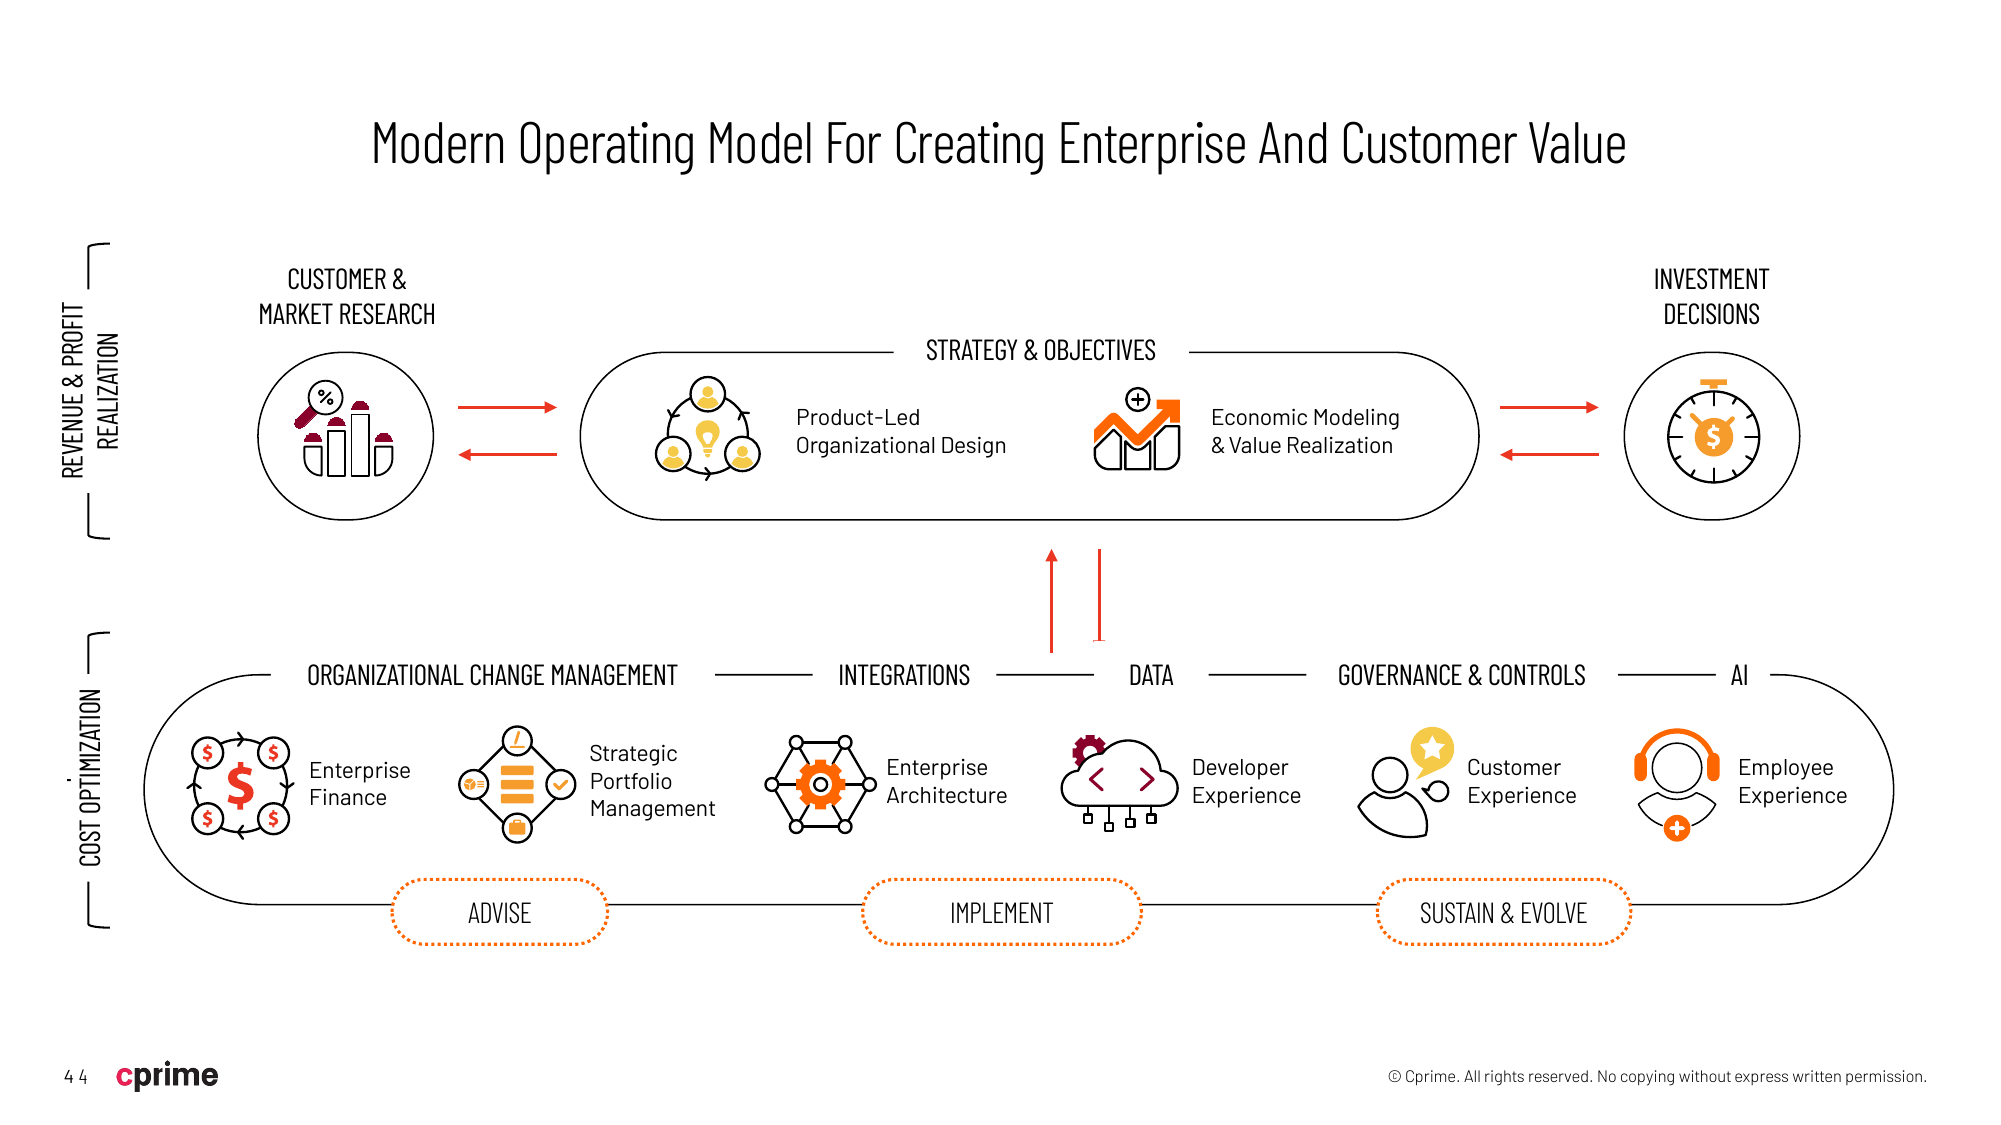 Modern Operating Model For Creating Enterprise And Customer Value
REVENUE & PROFIT
REALIZATION
CUSTOMER &
MARKET RESEARCH
%
STRATEGY & OBJECTIVES
Product-Led
Organizational Design
Economic Modeling
& Value Realization
INVESTMENT
DECISIONS
$
COST OPTIMIZATION
ORGANIZATIONAL CHANGE MANAGEMENT
INTEGRATIONS
DATA
GOVERNANCE & CONTROLS
AI
$ $
$
$ $
Enterprise
Finance
Strategic
Portfolio
Management
Enterprise
Architecture
Developer
Experience
Customer
Experience
Employee
Experience
ADVISE
IMPLEMENT
SUSTAIN & EVOLVE
44
cprime
© Cprime. All rights reserved. No copying without express written permission.